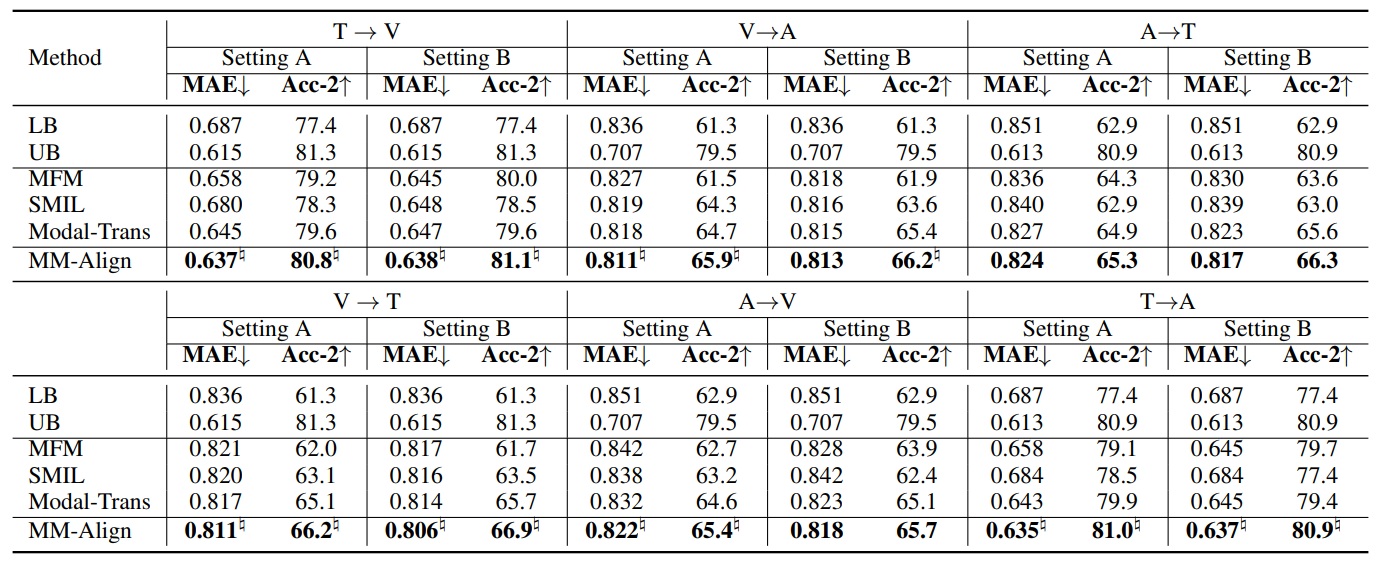 T → V V→A A→T
Method Setting A Setting B Setting A Setting B Setting A Setting B
MAE↓ Acc-2↑ MAE↓ Acc-2↑ MAE↓ Acc-2↑ MAE↓ Acc-2↑ MAE↓ Acc-2↑ MAE↓ Acc-2↑
LB 0.687 77.4 0.687 77.4 0.836 61.3 0.836 61.3 0.851 62.9 0.851 62.9
UB 0.615 81.3 0.615 81.3 0.707 79.5 0.707 79.5 0.613 80.9 0.613 80.9
MFM 0.658 79.2 0.645 80.0 0.827 61.5 0.818 61.9 0.836 64.3 0.830 63.6
SMIL 0.680 78.3 0.648 78.5 0.819 64.3 0.816 63.6 0.840 62.9 0.839 63.0
Modal-Trans 0.645 79.6 0.647 79.6 0.818 64.7 0.815 65.4 0.827 64.9 0.823 65.6
MM-Align 0.637♮ 80.8♮ 0.638♮ 81.1♮ 0.811♮ 65.9♮ 0.813 66.2♮ 0.824 65.3 0.817 66.3
V → T A→V T→A
Setting A Setting B Setting A Setting B Setting A Setting B
MAE↓ Acc-2↑ MAE↓ Acc-2↑ MAE↓ Acc-2↑ MAE↓ Acc-2↑ MAE↓ Acc-2↑ MAE↓ Acc-2↑
LB 0.836 61.3 0.836 61.3 0.851 62.9 0.851 62.9 0.687 77.4 0.687 77.4
UB 0.615 81.3 0.615 81.3 0.707 79.5 0.707 79.5 0.613 80.9 0.613 80.9
MFM 0.821 62.0 0.817 61.7 0.842 62.7 0.828 63.9 0.658 79.1 0.645 79.7
SMIL 0.820 63.1 0.816 63.5 0.838 63.2 0.842 62.4 0.684 78.5 0.684 77.4
Modal-Trans 0.817 65.1 0.814 65.7 0.832 64.6 0.823 65.1 0.643 79.9 0.645 79.4
MM-Align 0.811♮ 66.2♮ 0.806♮ 66.9♮ 0.822♮ 65.4♮ 0.818 65.7 0.635♮ 81.0♮ 0.637♮ 80.9♮